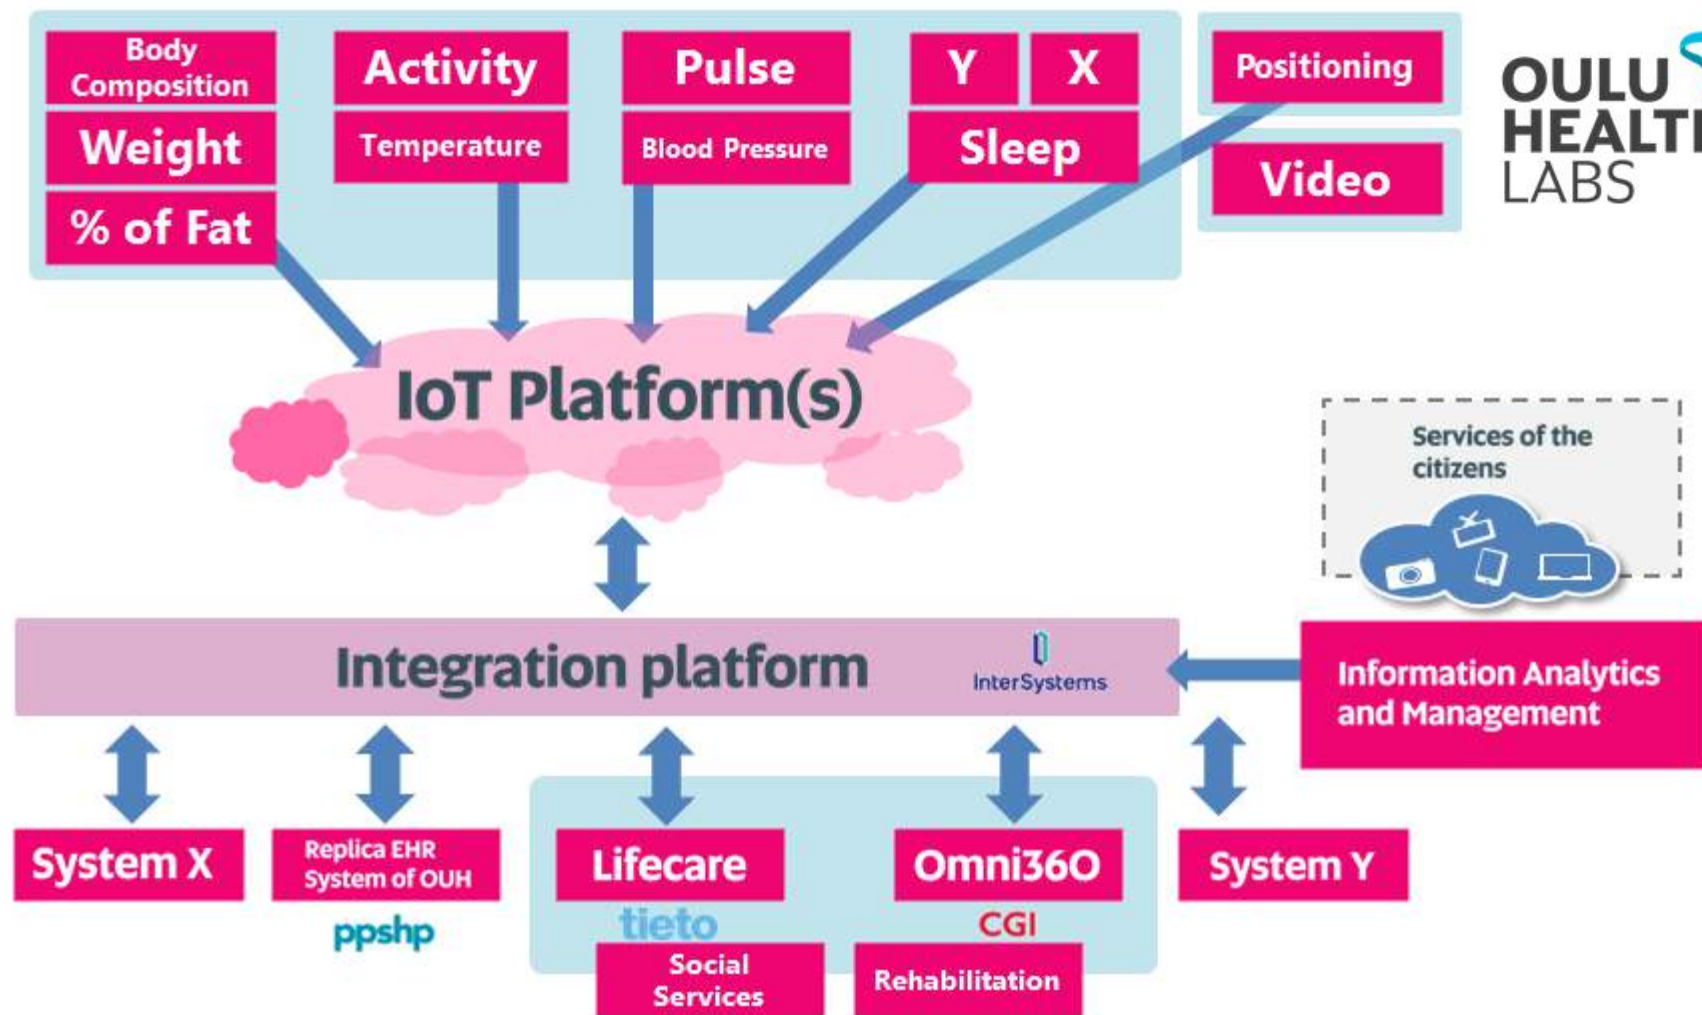 Body
Composition
Weight
% of Fat
Activity
Temperature
Pulse
Blood Pressure
Y
X
Sleep
Positioning
Video
OULU
HEALTH
LABS
IoT Platform(s)
Services of the
citizens
Integration platform
InterSystems
Information Analytics
and Management
System X
Replica EHR
System of OUH
ppshp
Lifecare
tieto
Social
Services
Omni360
CGI
Rehabilitation
System Y